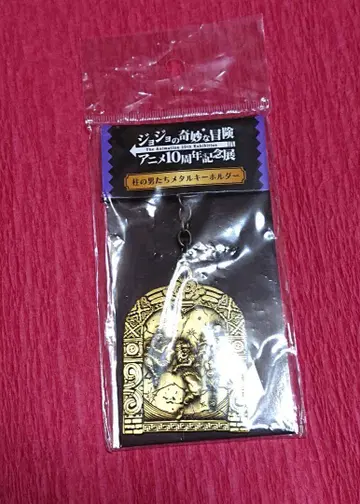 ジョジョの奇妙な冒険
The Animation 10th Exhibition
アニメ10周年記念展
柱の男たちメタルキーホルダー